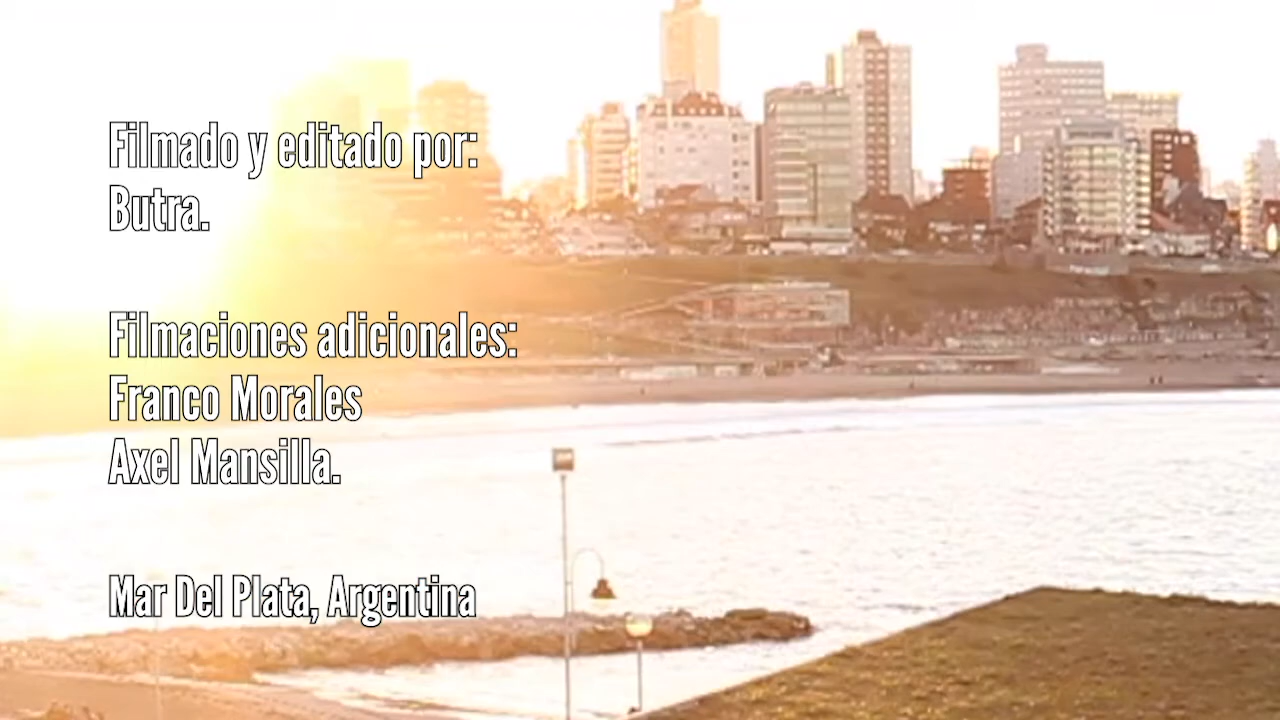 Filmado y editado por:
Butra.
Filmaciones adicionales:
Franco Morales
Axel Mansilla.
Mar Del Plata, Argentina